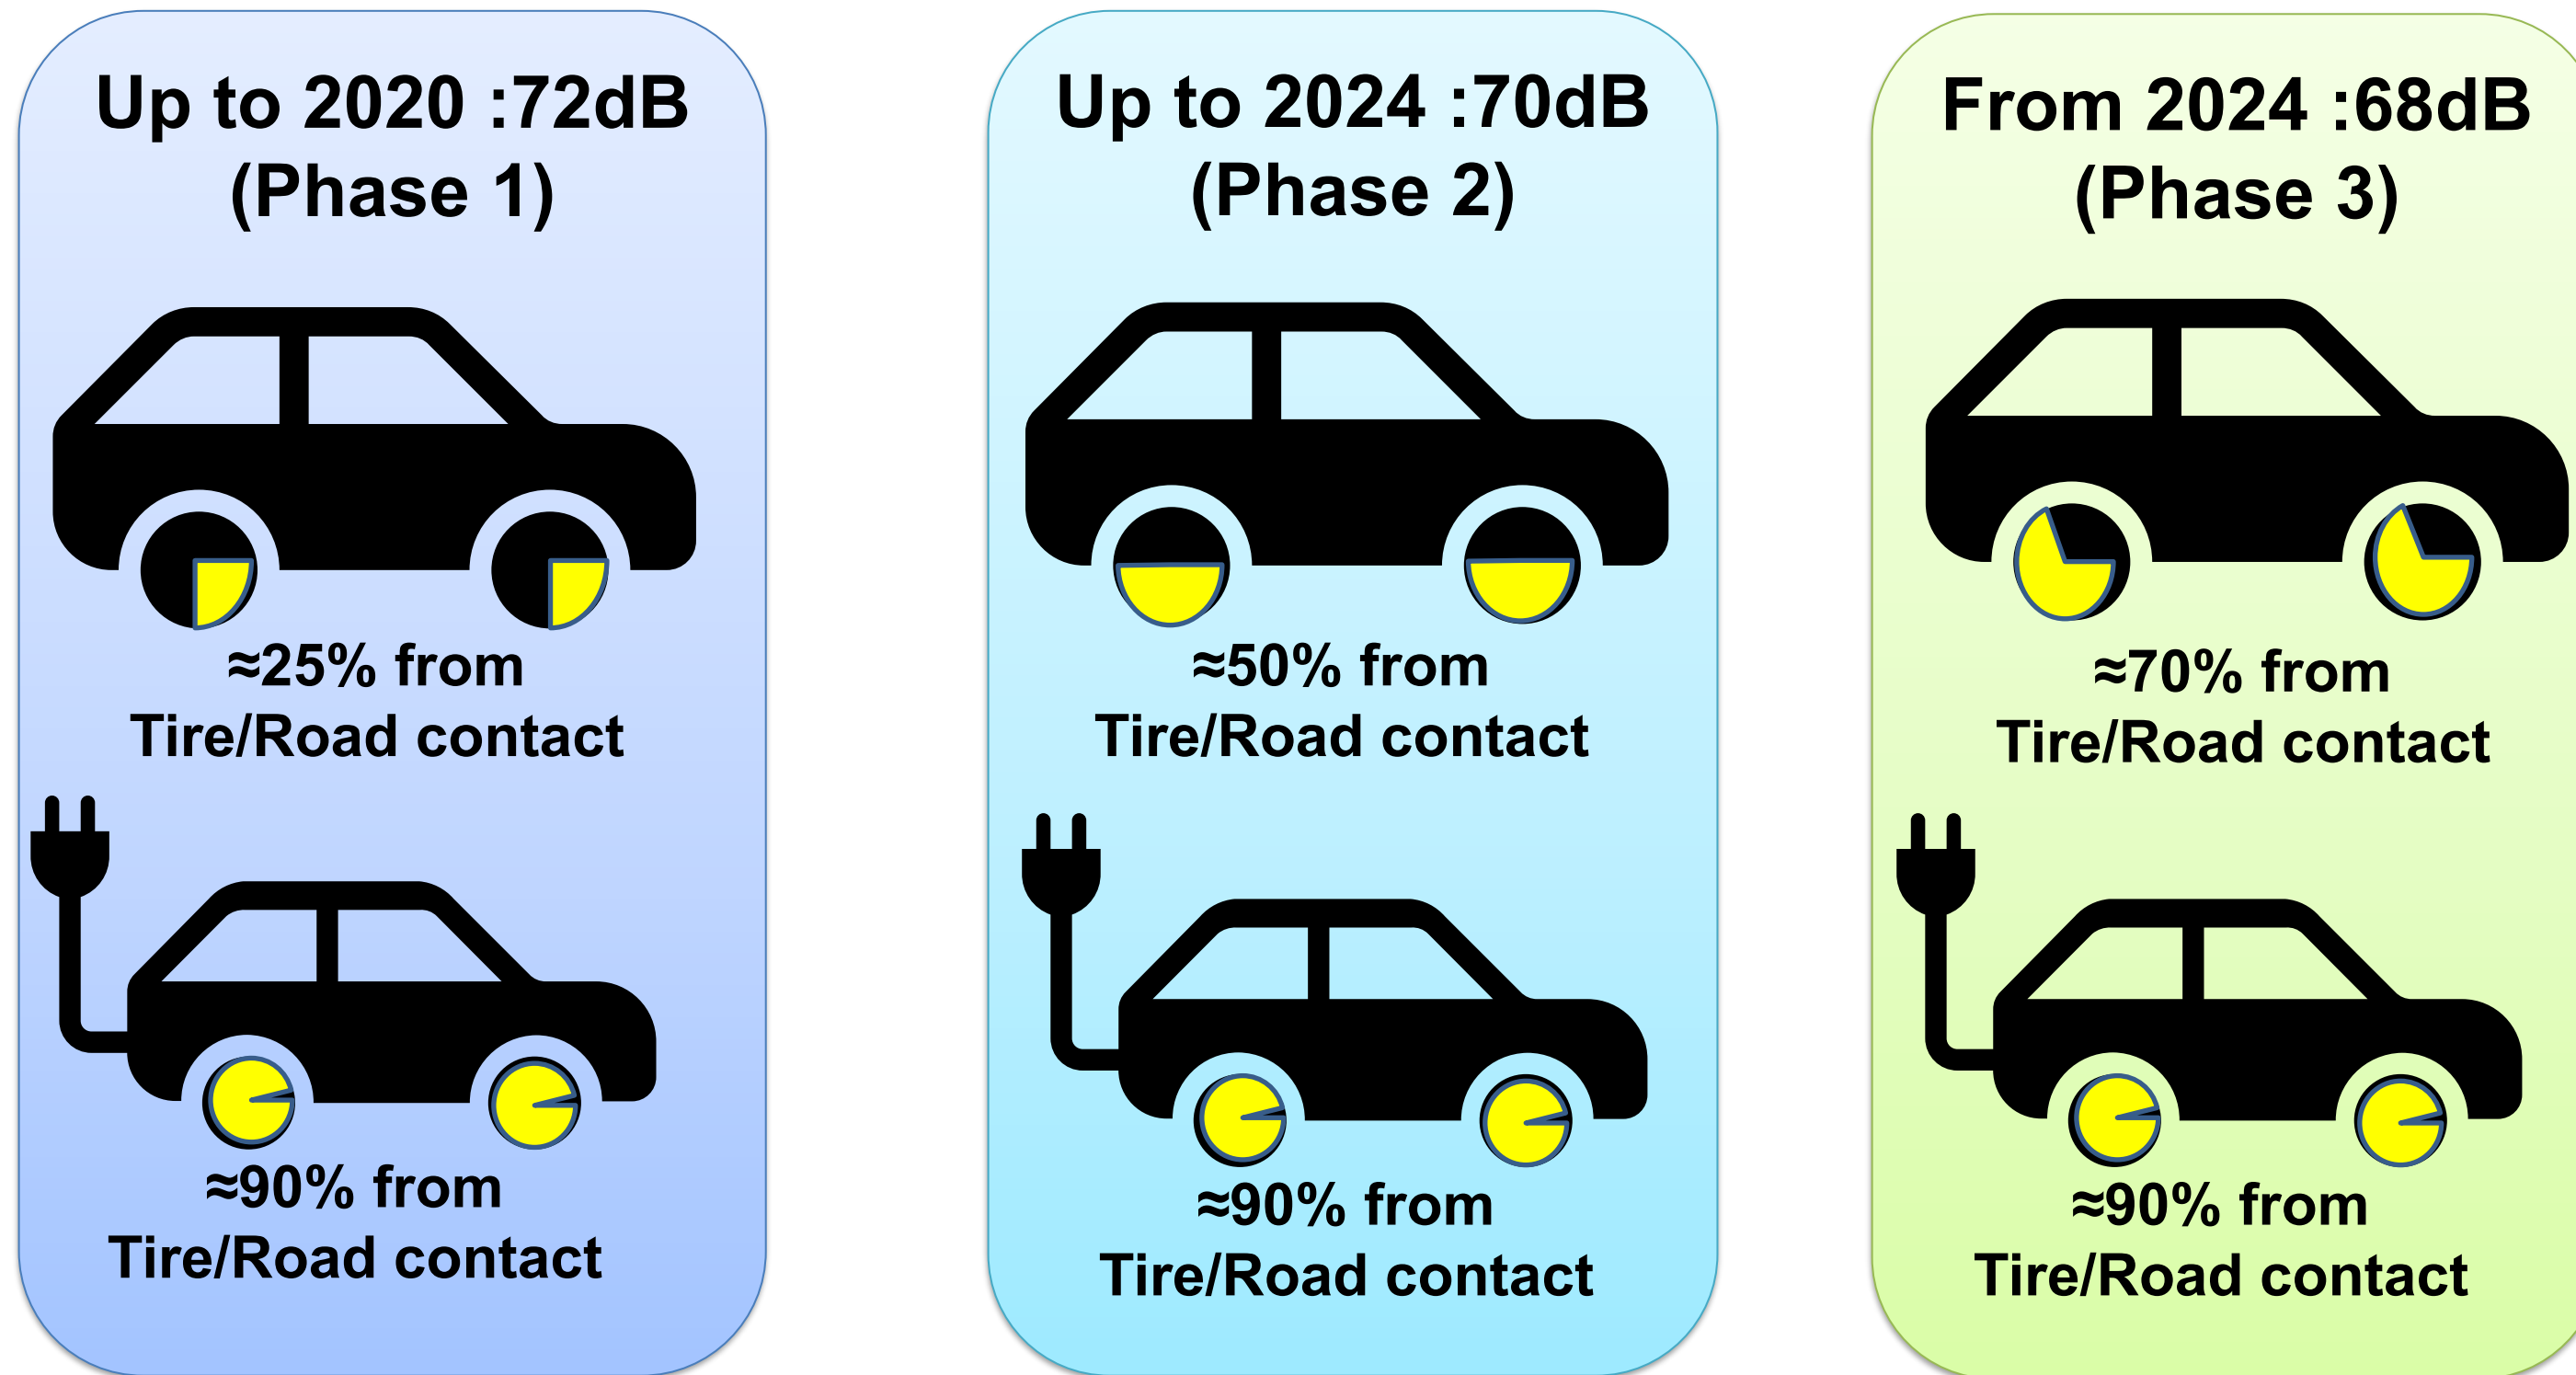 Up to 2020 :72dB
(Phase 1)
≈25% from
Tire/Road contact
≈90% from
Tire/Road contact
Up to 2024 :70dB
(Phase 2)
≈50% from
Tire/Road contact
≈90% from
Tire/Road contact
From 2024 :68dB
(Phase 3)
≈70% from
Tire/Road contact
≈90% from
Tire/Road contact